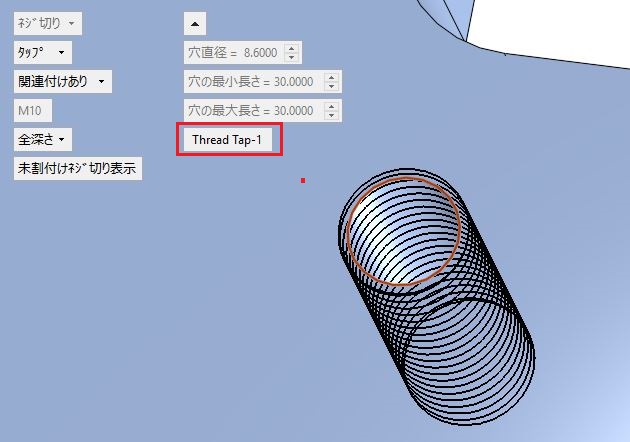 ﾈｼﾞ切り
ﾀｯﾌﾟ
穴直径 = 8.6000
関連付けあり
穴の最小長さ = 30.0000
M10
穴の最大長さ = 30.0000
全深さ
Thread Tap-1
未割付けﾈｼﾞ切り表示